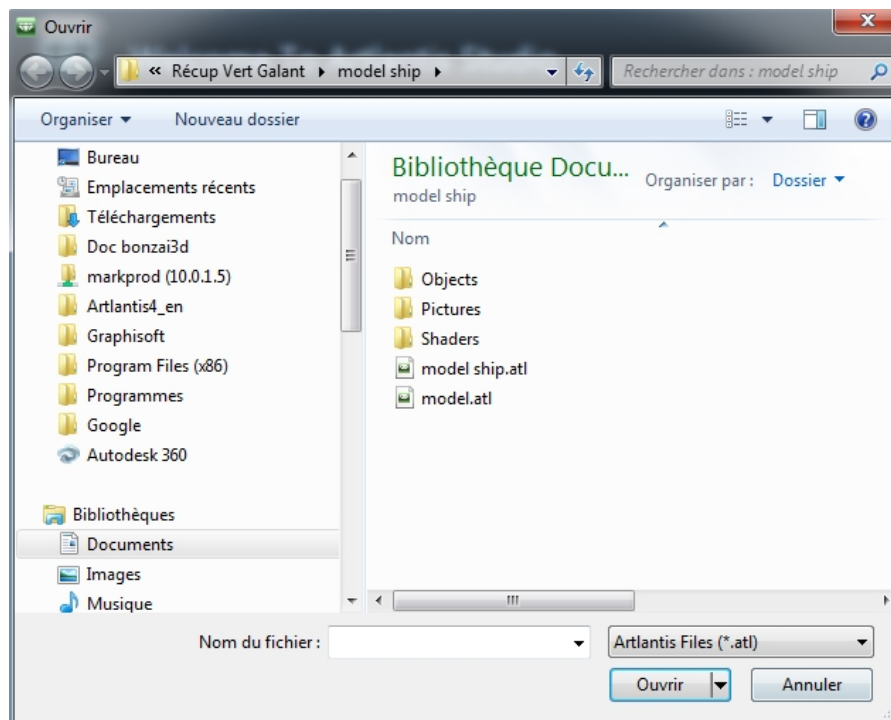 Ouvrir
« Récup Vert Galant model ship
Rechercher dans : model ship
Organiser Nouveau dossier
Bureau
Emplacements récents
Téléchargements
Doc bonzai3d
markprod (10.0.1.5)
Artlantis4_en
Graphisoft
Program Files (x86)
Programmes
Google
Autodesk 360
Bibliothèques
Documents
Images
Musique
Bibliothèque Docu...
model ship
Organiser par : Dossier
Nom
Objects
Pictures
Shaders
model ship.atl
model.atl
Nom du fichier :
Artlantis Files (*.atl)
Ouvrir Annuler